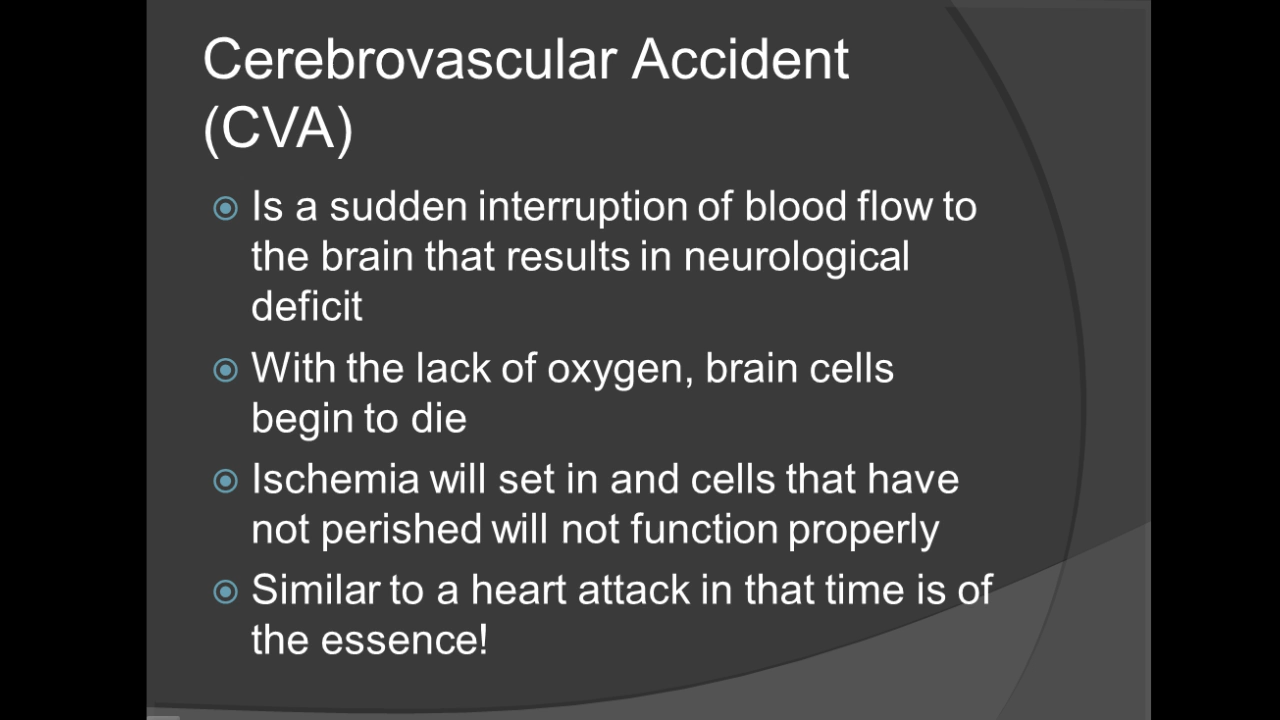 Cerebrovascular Accident
(CVA)
Is a sudden interruption of blood flow to
the brain that results in neurological
deficit
With the lack of oxygen, brain cells
begin to die
Ischemia will set in and cells that have
not perished will not function properly
Similar to a heart attack in that time is of
the essence!